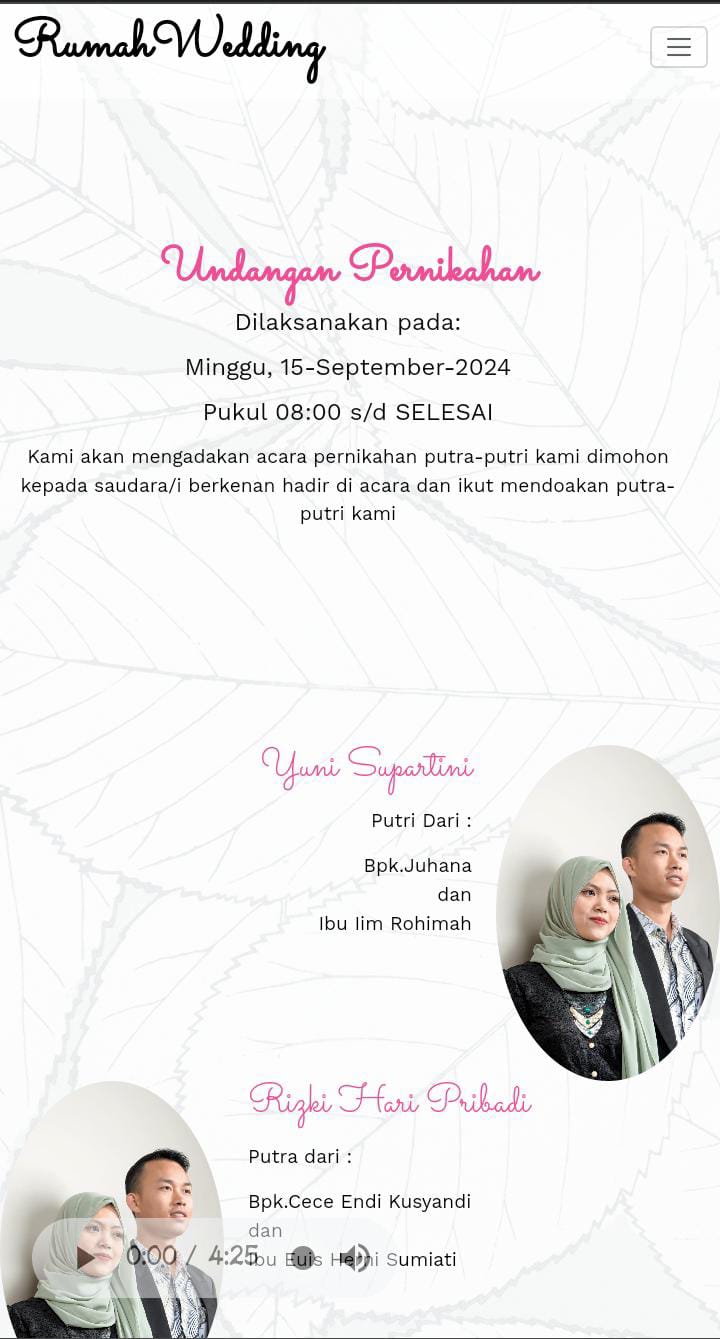 RumahWedding
Undangan Pernikahan
Dilaksanakan pada:
Minggu, 15-September-2024
Pukul 08:00 s/d SELESAI
Kami akan mengadakan acara pernikahan putra-putri kami dimohon
kepada saudara/i berkenan hadir di acara dan ikut mendoakan putra-
putri kami
Yuni Supartini
Putri Dari :
Bpk.Juhana
dan
Ibu Iim Rohimah
Rizki Hari Pribadi
Putra dari :
Bpk.Cece Endi Kusyandi
dan
Ibu Euis Herni Sumiati
0:00 / 4:25